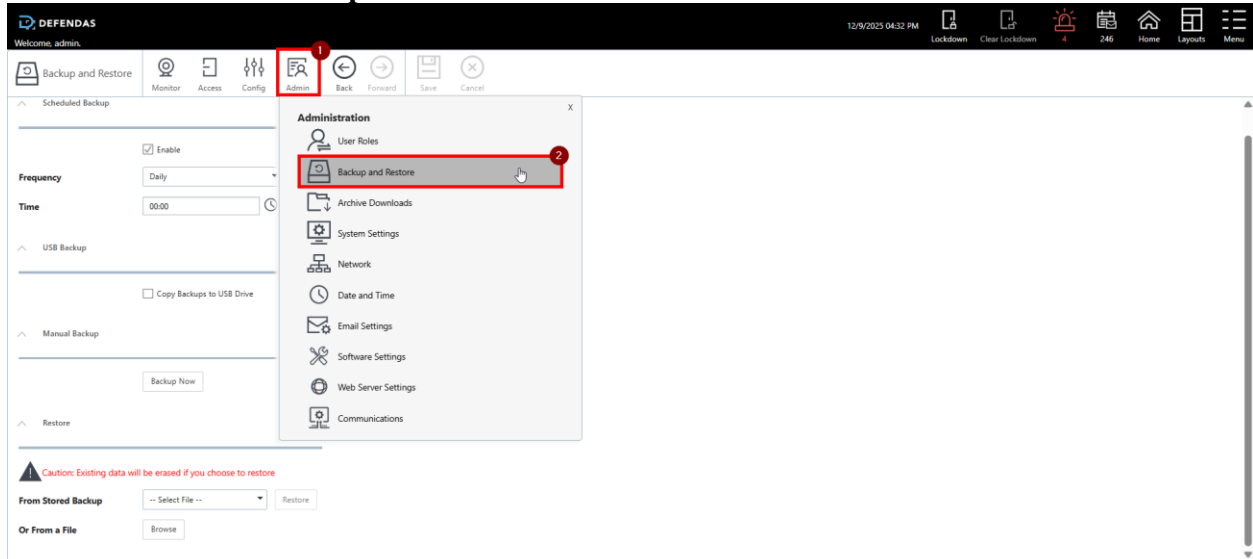 DEFENDAS
Welcome, admin.
12/9/2025 04:32 PM
Lockdown
Clear Lockdown
4
246
Home
Layouts
Menu
Backup and Restore
Monitor
Access
Config
1
Admin
Back
Forward
Save
Cancel
Scheduled Backup
Enable
Frequency
Daily
Time
00:00
USB Backup
Copy Backups to USB Drive
Manual Backup
Backup Now
Restore
Caution: Existing data will be erased if you choose to restore
From Stored Backup
-- Select File --
Restore
Or From a File
Browse
X
Administration
User Roles
2
Backup and Restore
Archive Downloads
System Settings
Network
Date and Time
Email Settings
Software Settings
Web Server Settings
Communications